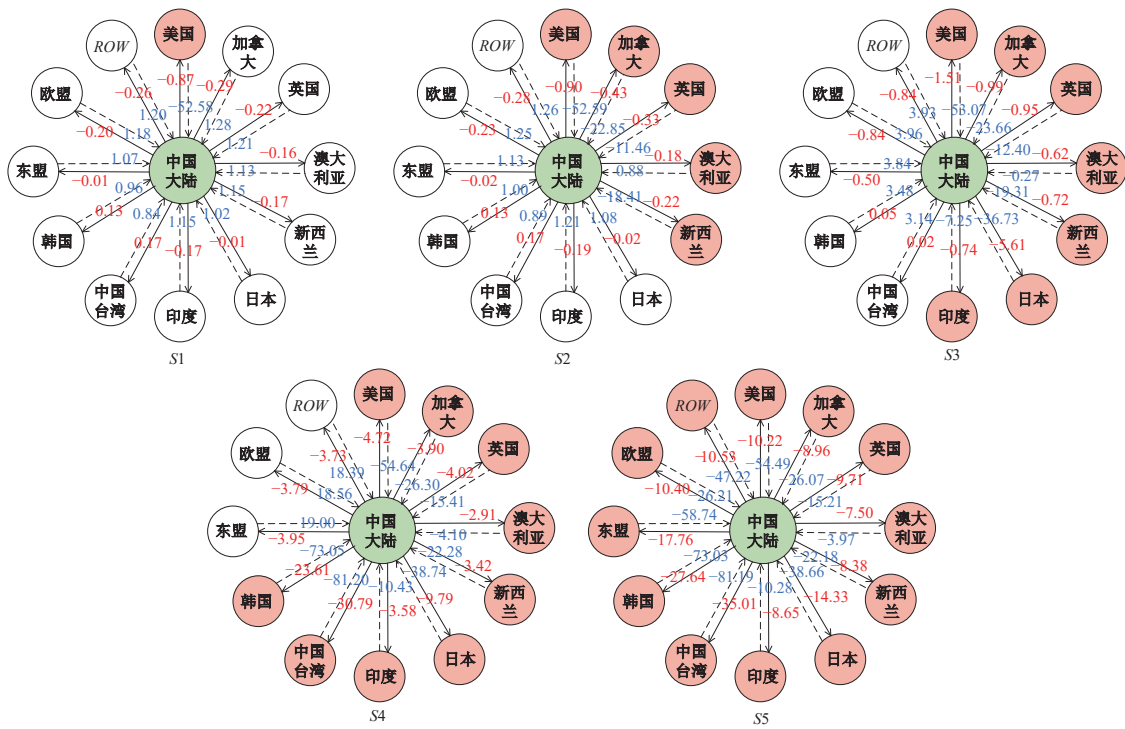 ROW
美国
加拿
大
英国
澳大
利亚
新西
兰
日本
印度
中国
台湾
韩国
东盟
欧盟
中国
大陆
−0.26
1.20
−0.87
−52.58
−0.29
1.28
−0.22
1.21
−0.16
1.13
−0.17
1.15
−0.01
1.02
−0.17
1.15
0.17
0.84
0.13
0.96
−0.01
1.07
−0.20
1.18
S1
ROW
美国
加拿
大
英国
澳大
利亚
新西
兰
日本
印度
中国
台湾
韩国
东盟
欧盟
中国
大陆
−0.28
1.26
−0.90
−52.59
−0.43
−22.85
−0.33
−11.46
−0.18
0.88
−0.22
−18.41
−0.02
1.08
−0.19
1.21
0.17
0.89
0.13
1.00
−0.02
1.13
−0.23
1.25
S2
ROW
美国
加拿
大
英国
澳大
利亚
新西
兰
日本
印度
中国
台湾
韩国
东盟
欧盟
中国
大陆
−0.84
3.93
−1.51
−53.07
−0.99
−23.66
−0.95
−12.40
−0.62
−0.27
−0.72
−19.31
−5.61
−36.73
−0.74
−7.25
0.02
3.14
0.05
3.48
−0.50
3.84
−0.84
3.96
S3
ROW
美国
加拿
大
英国
澳大
利亚
新西
兰
日本
印度
中国
台湾
韩国
东盟
欧盟
中国
大陆
−3.73
18.39
−4.72
−54.64
−3.90
−26.30
−4.02
−15.41
−2.91
−4.10
−3.42
−22.28
−9.79
−38.74
−3.58
−10.43
−30.79
−81.20
−23.61
−73.05
−3.95
19.00
−3.79
18.56
S4
ROW
美国
加拿
大
英国
澳大
利亚
新西
兰
日本
印度
中国
台湾
韩国
东盟
欧盟
中国
大陆
−10.53
−47.22
−10.22
−54.49
−8.96
−26.07
−9.71
−15.21
−7.50
−3.97
−8.38
−22.18
−14.33
−38.66
−8.65
−10.28
−35.01
−81.19
−27.64
−73.03
−17.76
−58.74
−10.40
−26.21
S5